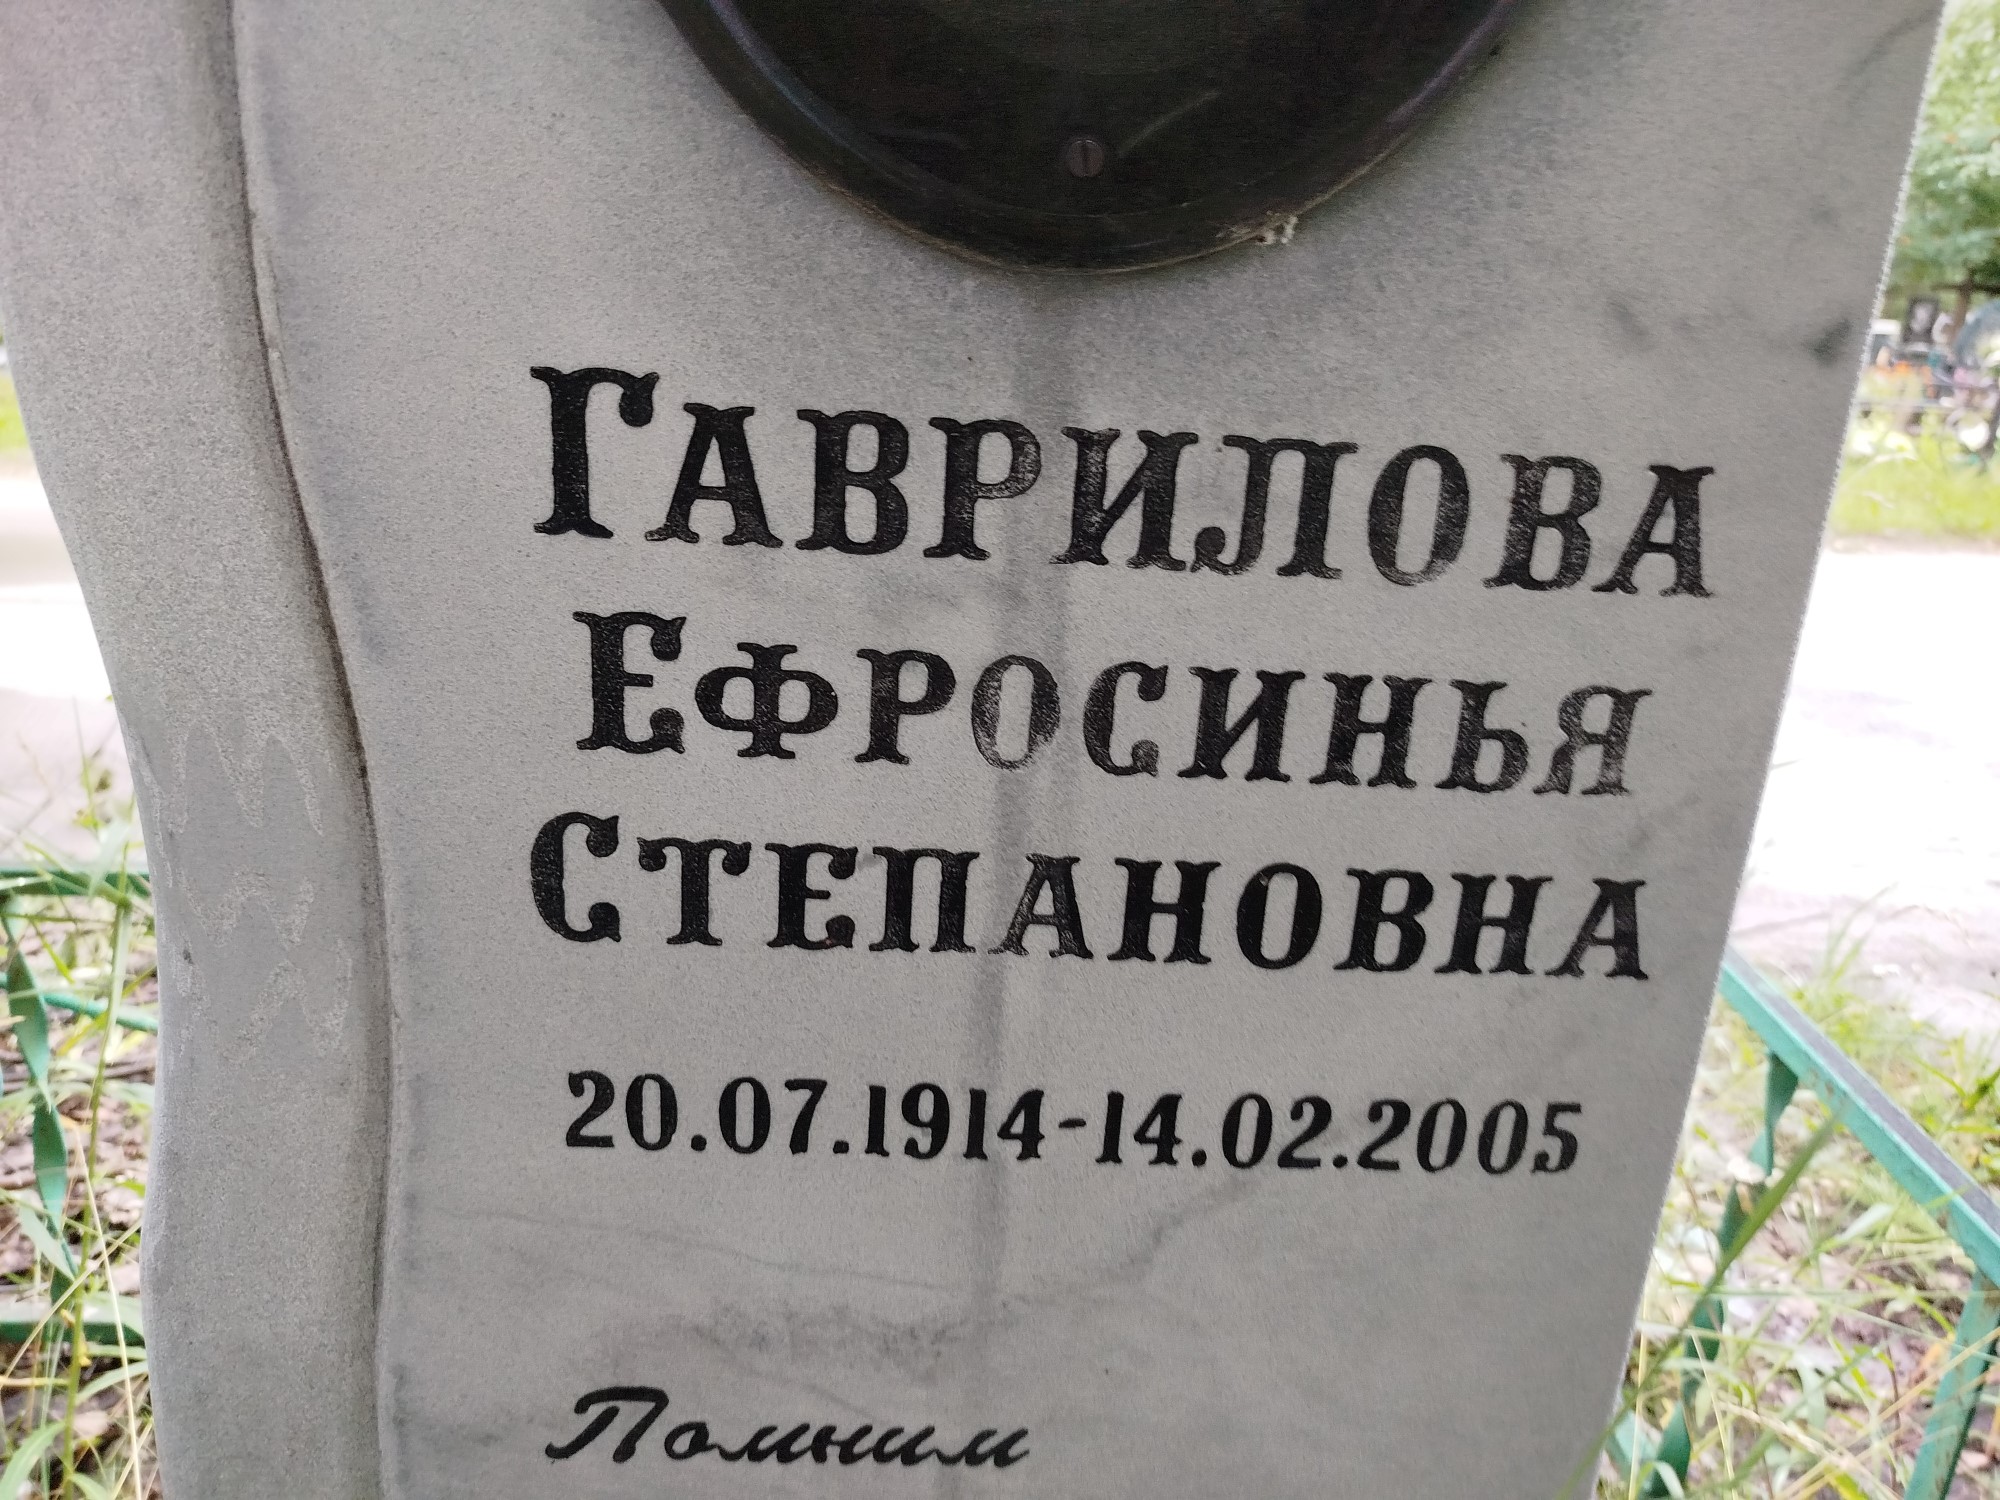 ГАВРИЛОВА
ЕФРОСИНЬЯ
СТЕПАНОВНА
20.07.1914-14.02.2005
Помним